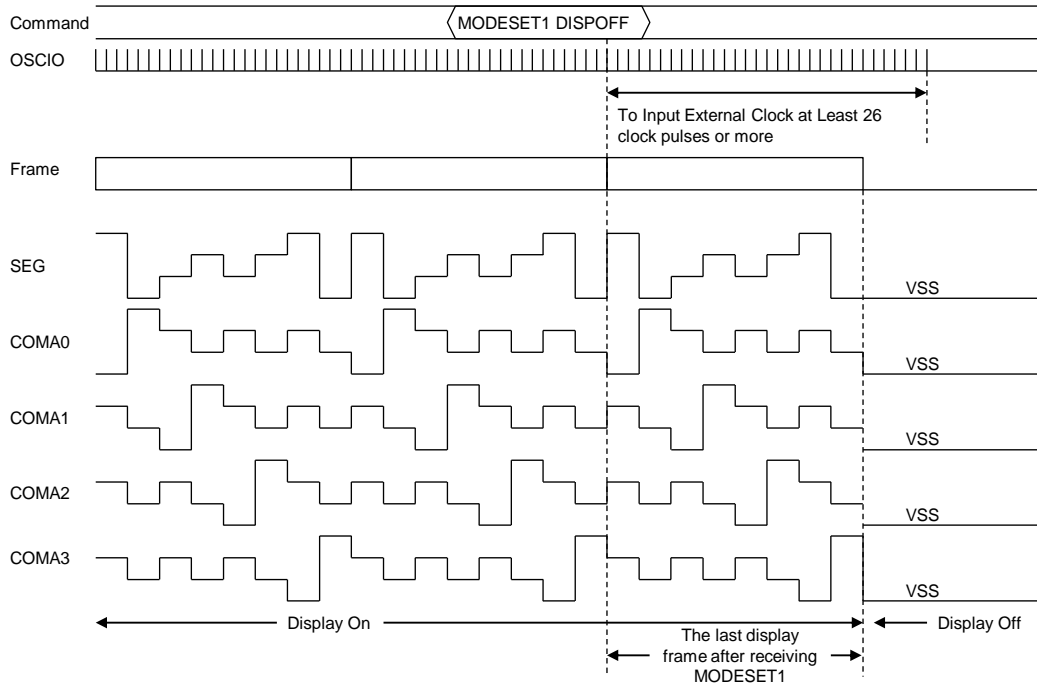 Command
MODESET1 DISPOFF
OSCIO
To Input External Clock at Least 26
clock pulses or more
Frame
SEG
VSS
COMA0
VSS
COMA1
VSS
COMA2
VSS
COMA3
VSS
Display On
Display Off
The last display
frame after receiving
MODESET1